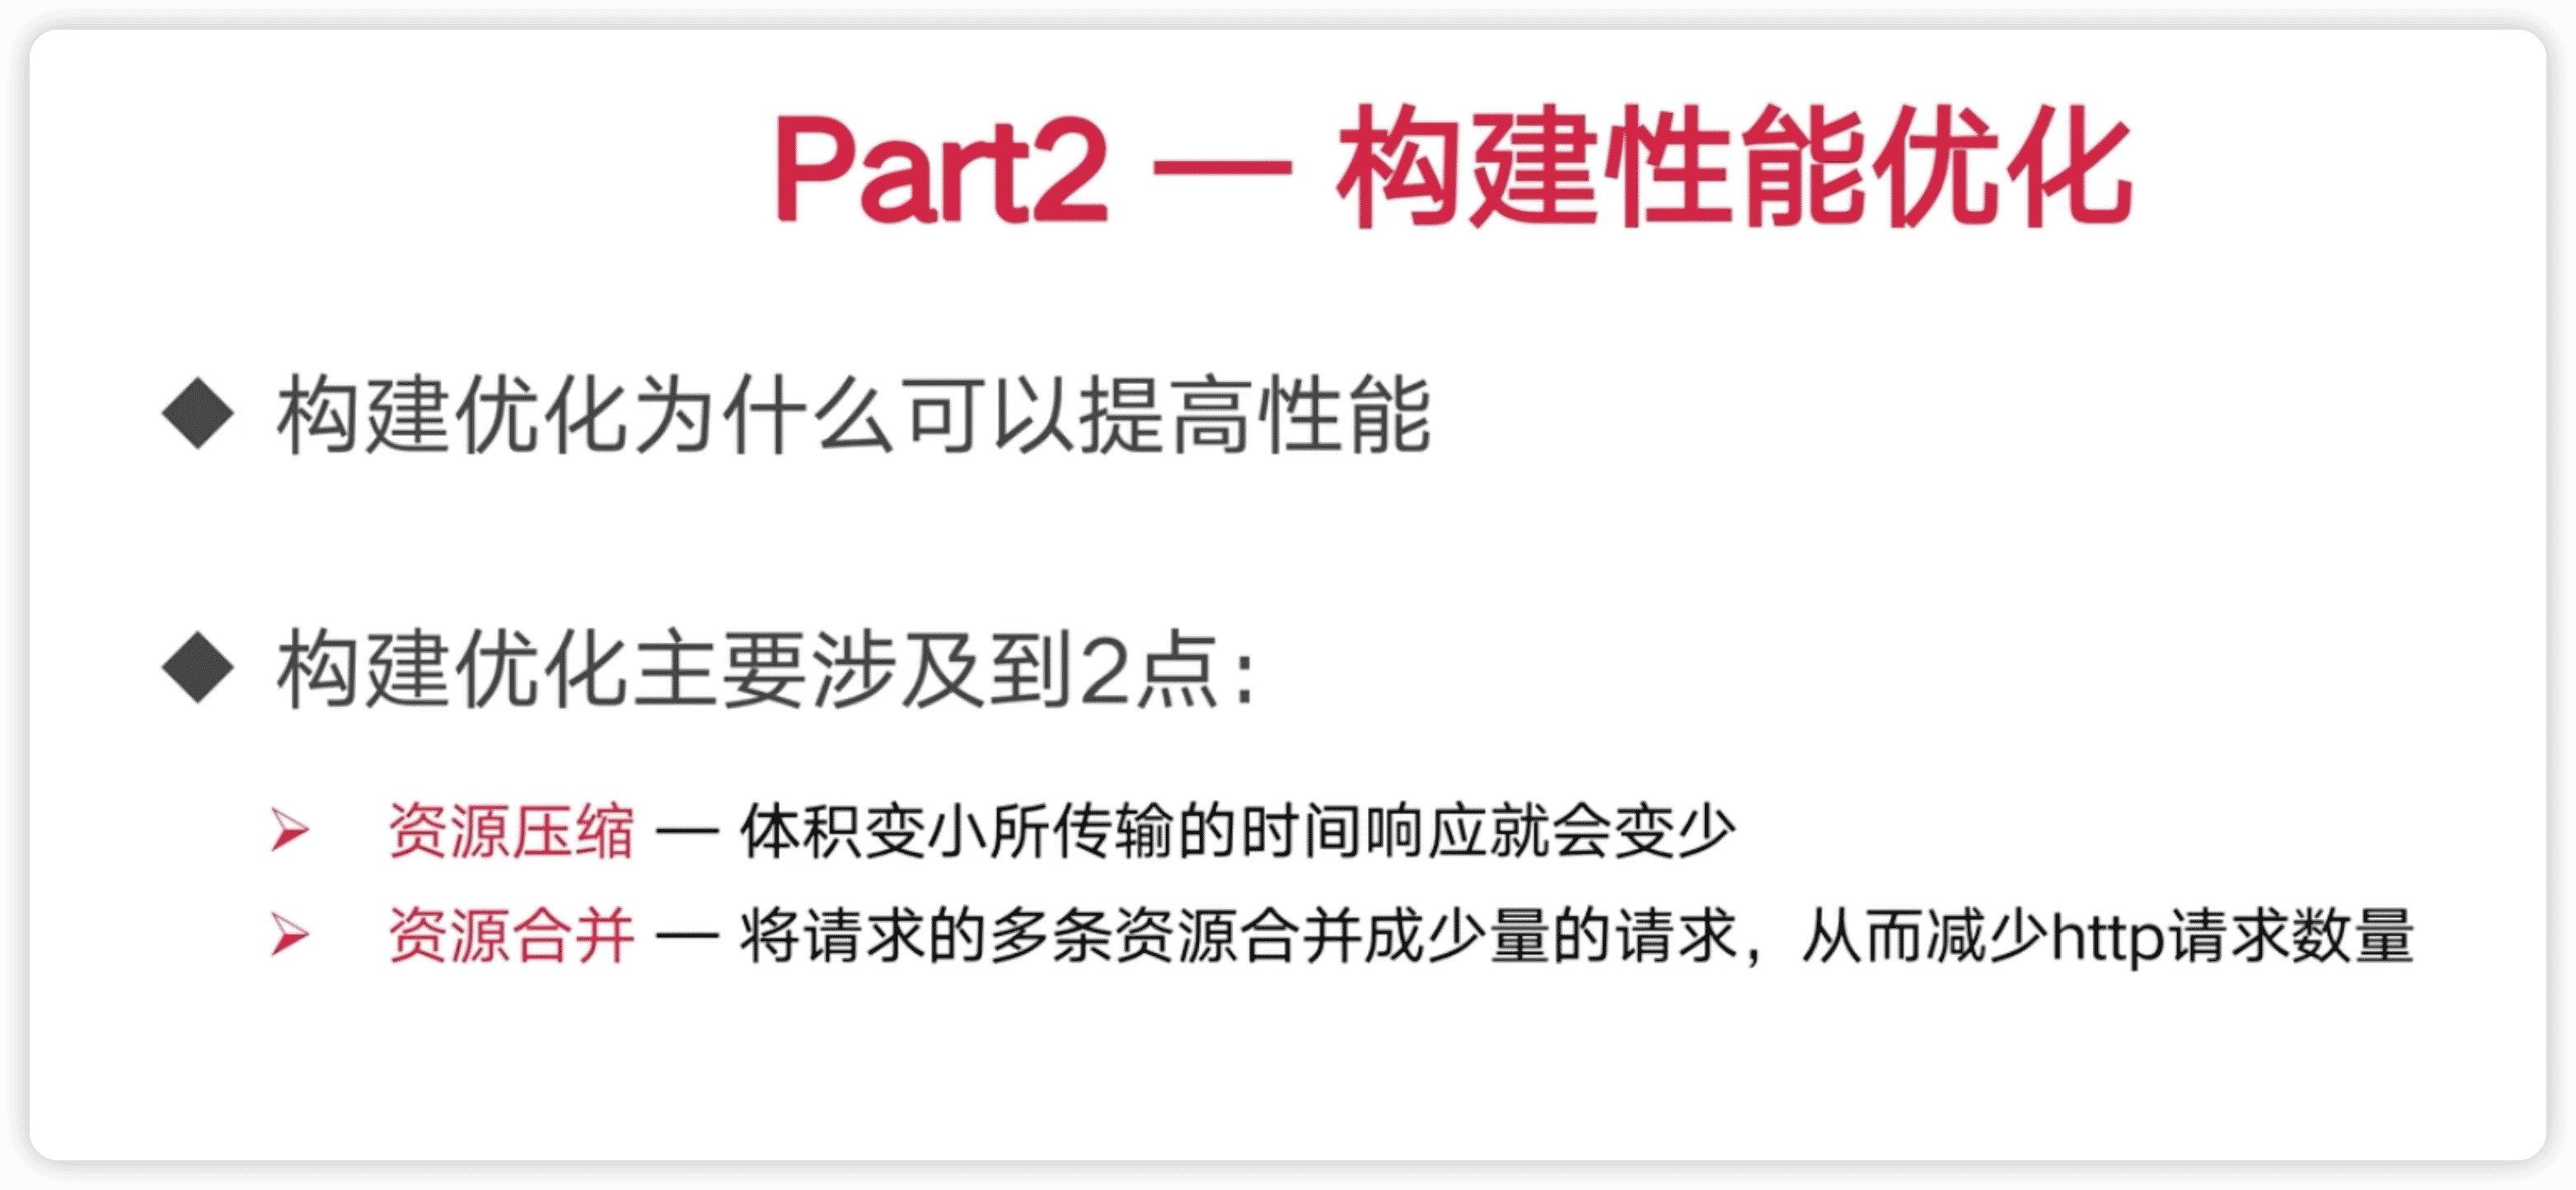 Part2 — 构建性能优化
构建优化为什么可以提高性能
构建优化主要涉及到2点：
资源压缩 — 体积变小所传输的时间响应就会变少
资源合并 — 将请求的多条资源合并成少量的请求，从而减少http请求数量